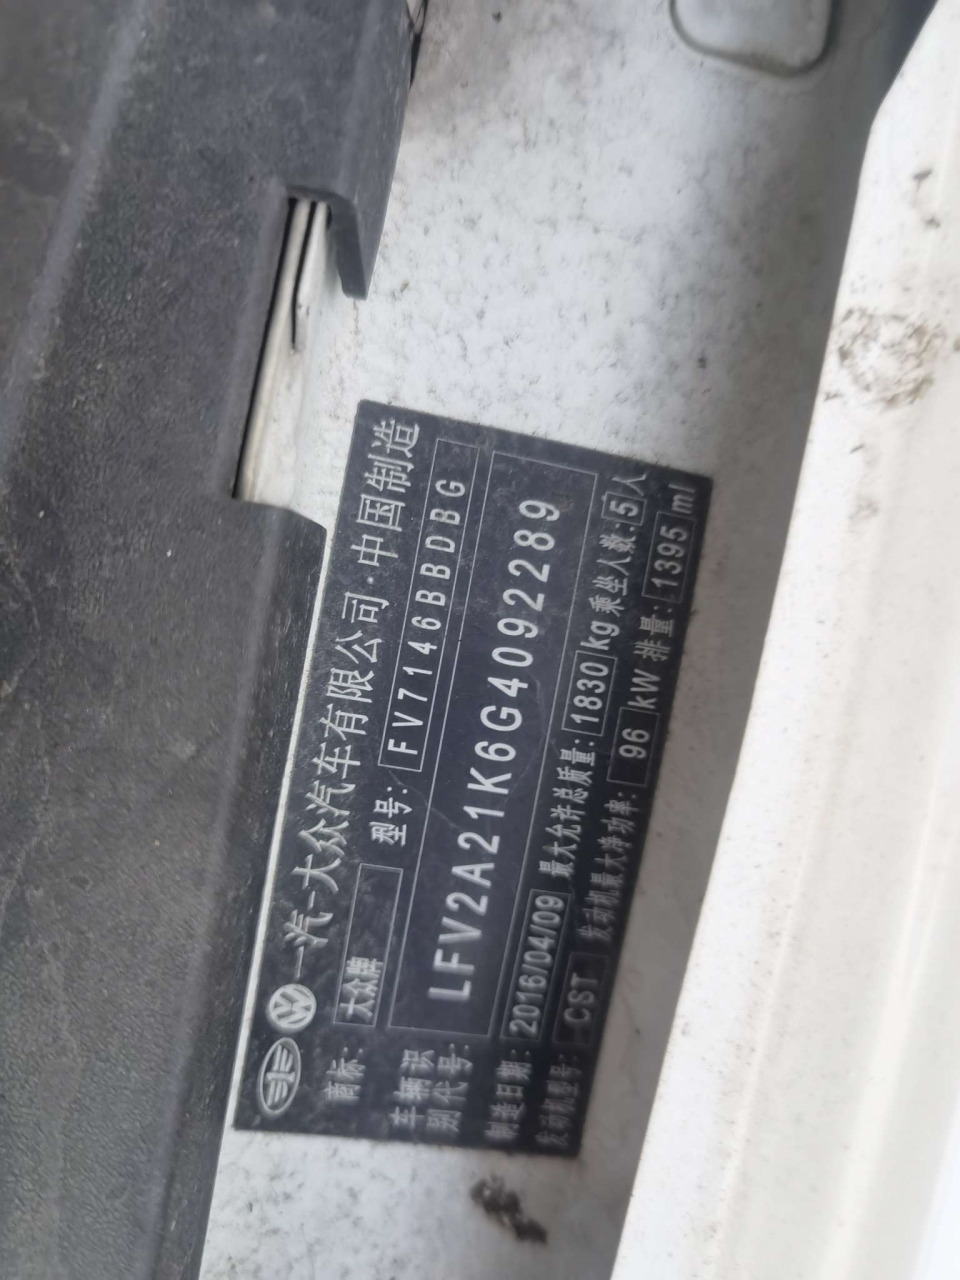 一汽-大众汽车有限公司·中国制造
商标: 大众牌 型号: FV7146BBDBG
车辆识别代号: LFV2A21K6G4092289
制造日期: 2016/04/09 最大允许总质量: 1830 kg 乘坐人数: 5 人
发动机型号: CST 发动机最大净功率: 96 kW 排量: 1395 ml